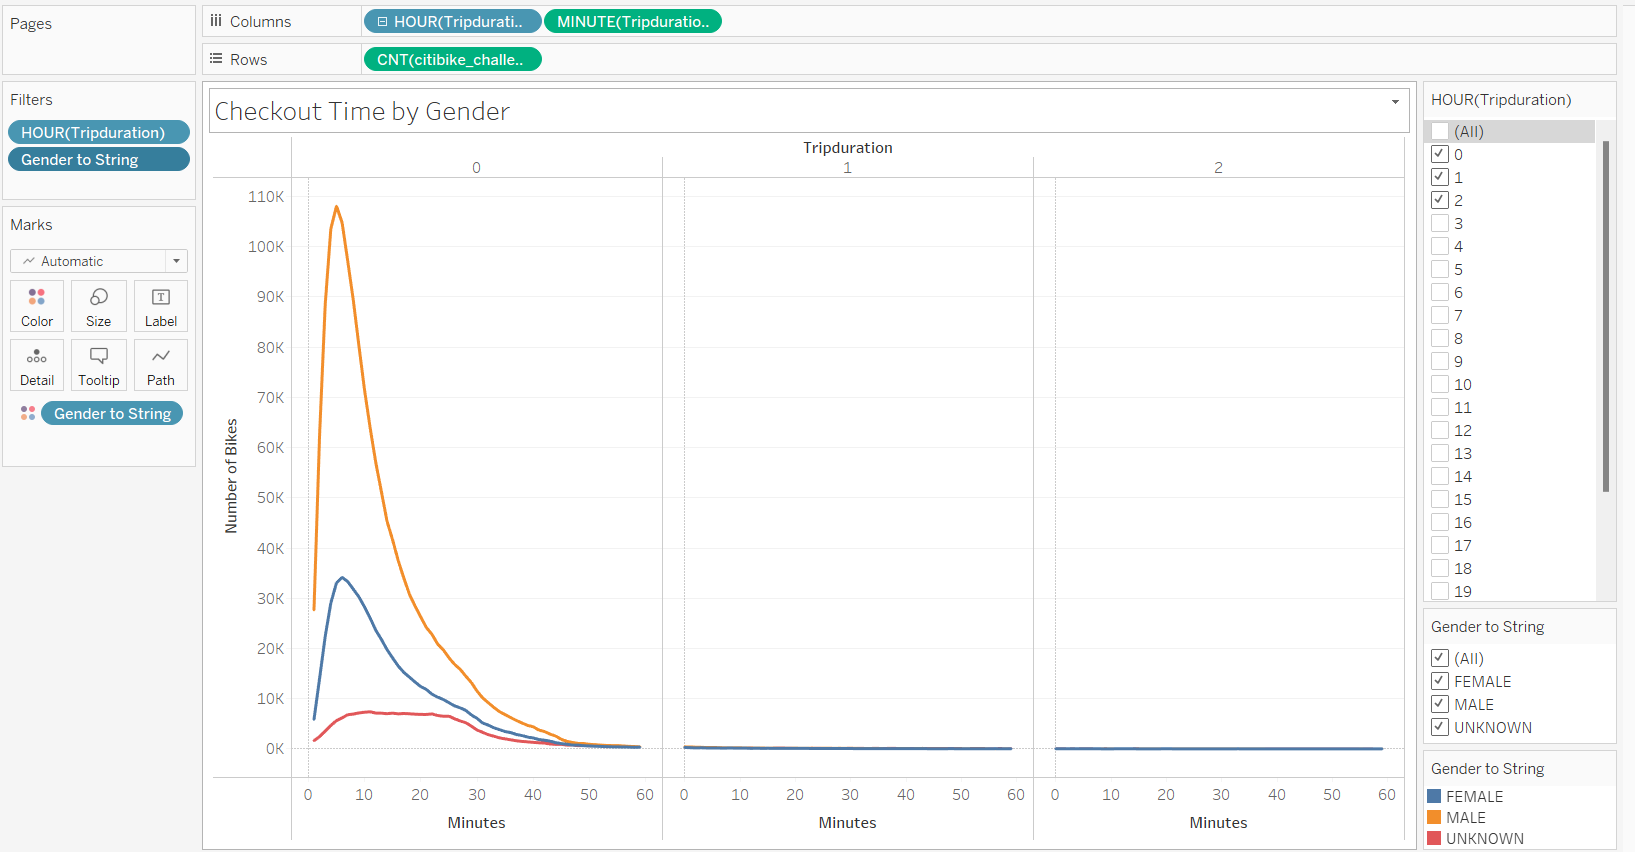 Pages
Columns
HOUR(Tripdurati..
MINUTE(Tripduratio..
Rows
CNT(citibike_challe..
Filters
HOUR(Tripduration)
Gender to String
Marks
Automatic
Color
Size
Label
Detail
Tooltip
Path
Gender to String
Checkout Time by Gender
Tripduration
0
1
2
Number of Bikes
110K
100K
90K
80K
70K
60K
50K
40K
30K
20K
10K
0K
0 10 20 30 40 50 60
0 10 20 30 40 50 60
0 10 20 30 40 50 60
Minutes
Minutes
Minutes
HOUR(Tripduration)
(All)
0
1
2
3
4
5
6
7
8
9
10
11
12
13
14
15
16
17
18
19
Gender to String
(All)
FEMALE
MALE
UNKNOWN
Gender to String
FEMALE
MALE
UNKNOWN